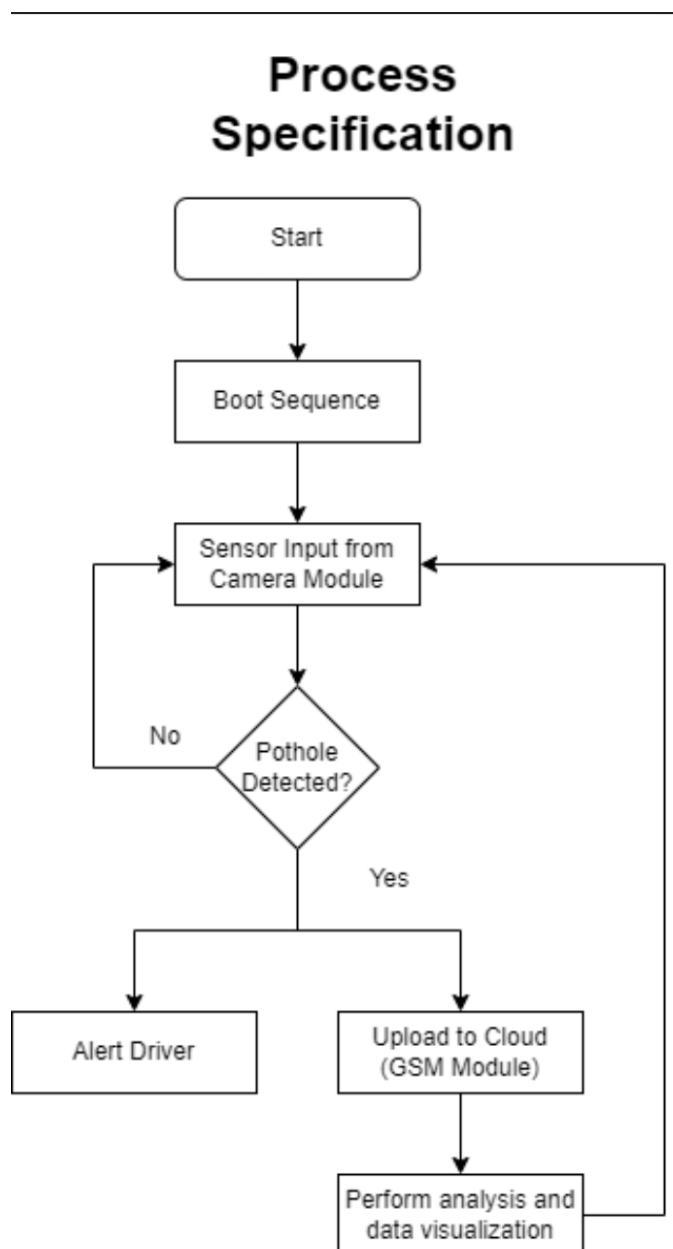 Process
Specification
Start
Boot Sequence
Sensor Input from
Camera Module
No
Pothole
Detected?
Yes
Alert Driver
Upload to Cloud
(GSM Module)
Perform analysis and
data visualization